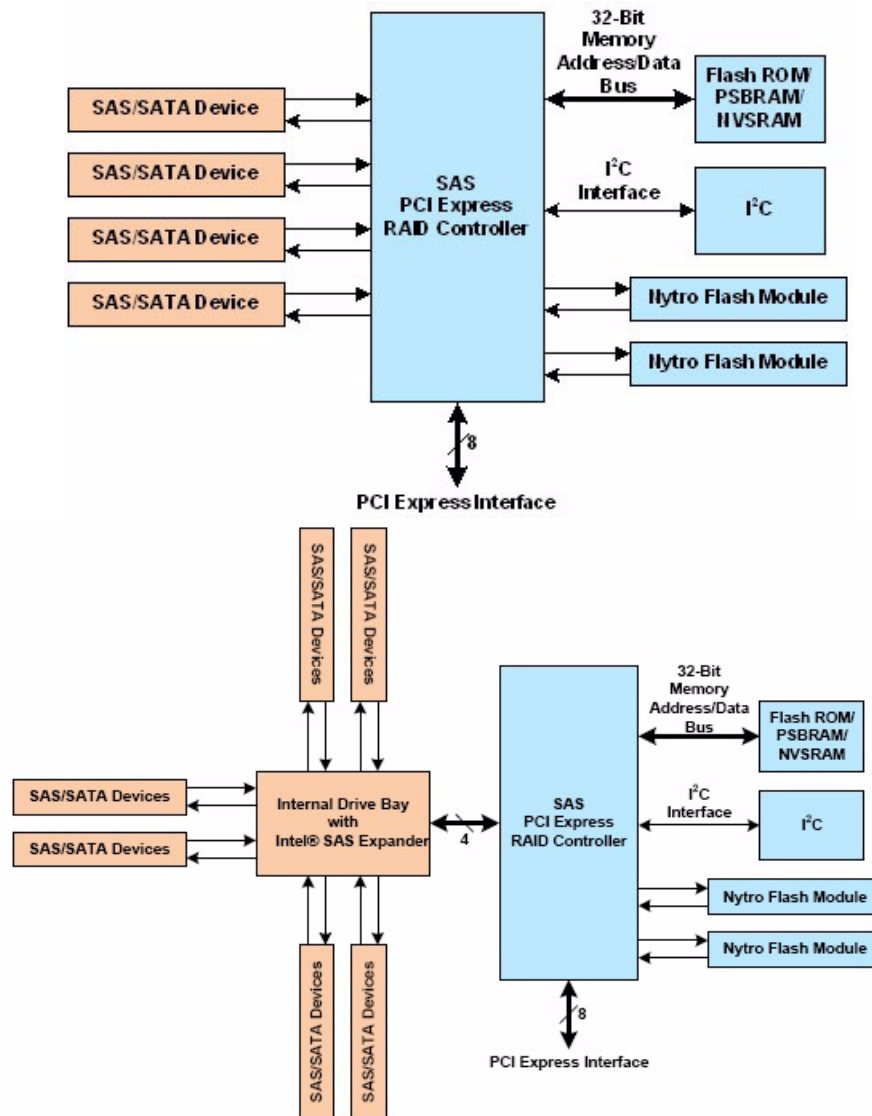 32-Bit
Memory
Address/Data
Bus
Flash ROM/
PSBRAM/
NVSRAM
SAS/SATA Device
SAS/SATA Device
SAS/SATA Device
SAS/SATA Device
SAS
PCI Express
RAID Controller
I²C
Interface
I²C
Nytro Flash Module
Nytro Flash Module
8
PCI Express Interface
SAS/SATA Devices
SAS/SATA Devices
SAS/SATA Devices
SAS/SATA Devices
Internal Drive Bay
with
Intel® SAS Expander
4
SAS/SATA Devices
SAS/SATA Devices
SAS
PCI Express
RAID Controller
32-Bit
Memory
Address/Data
Bus
Flash ROM/
PSBRAM/
NVSRAM
I²C
Interface
I²C
Nytro Flash Module
Nytro Flash Module
8
PCI Express Interface